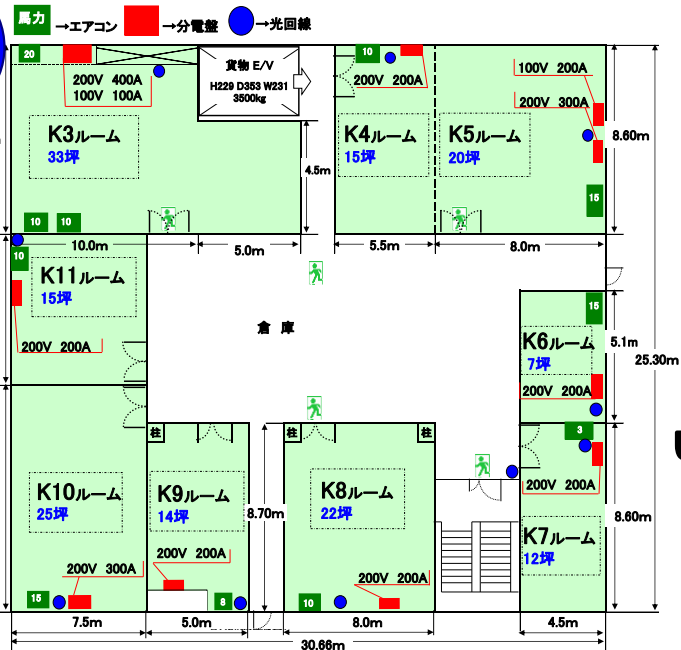 馬力 →エアコン →分電盤 →光回線
20
200V 400A
100V 100A
貨物 E/V
H229 D353 W231
3500kg
K3ルーム
33坪
10 10
4.5m
10
200V 200A
K4ルーム
15坪
K5ルーム
20坪
100V 200A
200V 300A
15
8.60m
10.0m
5.0m
5.5m
8.0m
10
K11ルーム
15坪
200V 200A
倉 庫
15
K6ルーム
7坪
200V 200A
5.1m
25.30m
3
200V 200A
K7ルーム
12坪
8.60m
柱
柱
柱
K10ルーム
25坪
200V 300A
15
K9ルーム
14坪
200V 200A
8
8.70m
K8ルーム
22坪
200V 200A
10
7.5m
5.0m
8.0m
4.5m
30.66m